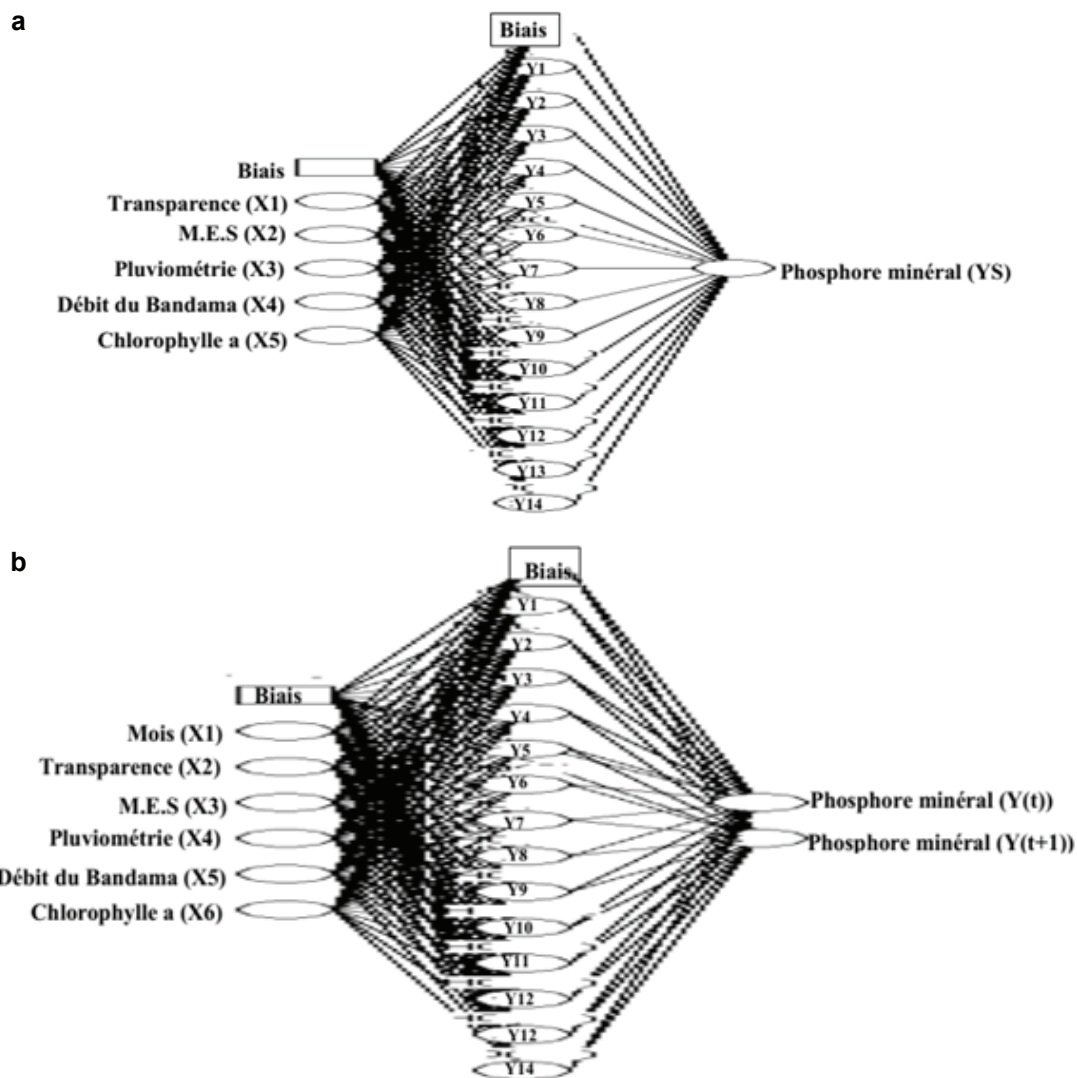 a
Biais
Y1
Y2
Y3
Y4
Y5
Y6
Y7
Y8
Y9
Y10
Y11
Y12
Y13
Y14
Biais
Transparence (X1)
M.E.S (X2)
Pluviométrie (X3)
Débit du Bandama (X4)
Chlorophylle a (X5)
Phosphore minéral (YS)
b
Biais
Y1
Y2
Y3
Y4
Y5
Y6
Y7
Y8
Y9
Y10
Y11
Y12
Y12
Y14
Biais
Mois (X1)
Transparence (X2)
M.E.S (X3)
Pluviométrie (X4)
Débit du Bandama (X5)
Chlorophylle a (X6)
Phosphore minéral (Y(t))
Phosphore minéral (Y(t+1))